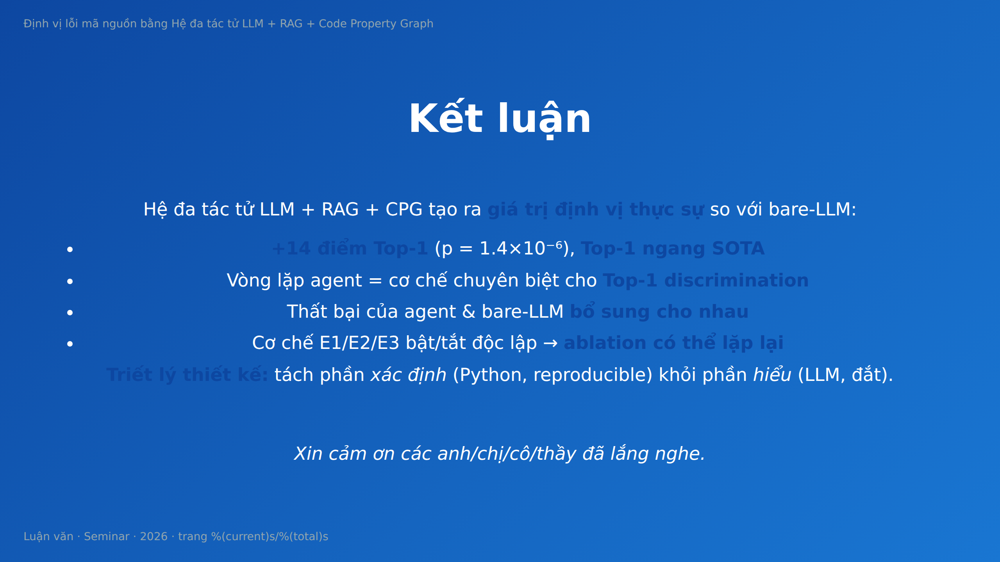 Định vị lỗi mã nguồn bằng Hệ đa tác tử LLM + RAG + Code Property Graph
Kết luận
Hệ đa tác tử LLM + RAG + CPG tạo ra giá trị định vị thực sự so với bare-LLM:
• +14 điểm Top-1 (p = 1.4×10⁻⁶), Top-1 ngang SOTA
• Vòng lặp agent = cơ chế chuyên biệt cho Top-1 discrimination
• Thất bại của agent & bare-LLM bổ sung cho nhau
• Cơ chế E1/E2/E3 bật/tắt độc lập → ablation có thể lặp lại
Triết lý thiết kế: tách phần xác định (Python, reproducible) khỏi phần hiểu (LLM, đắt).
Xin cảm ơn các anh/chị/cô/thầy đã lắng nghe.
Luận văn · Seminar · 2026 · trang %(current)s/%(total)s